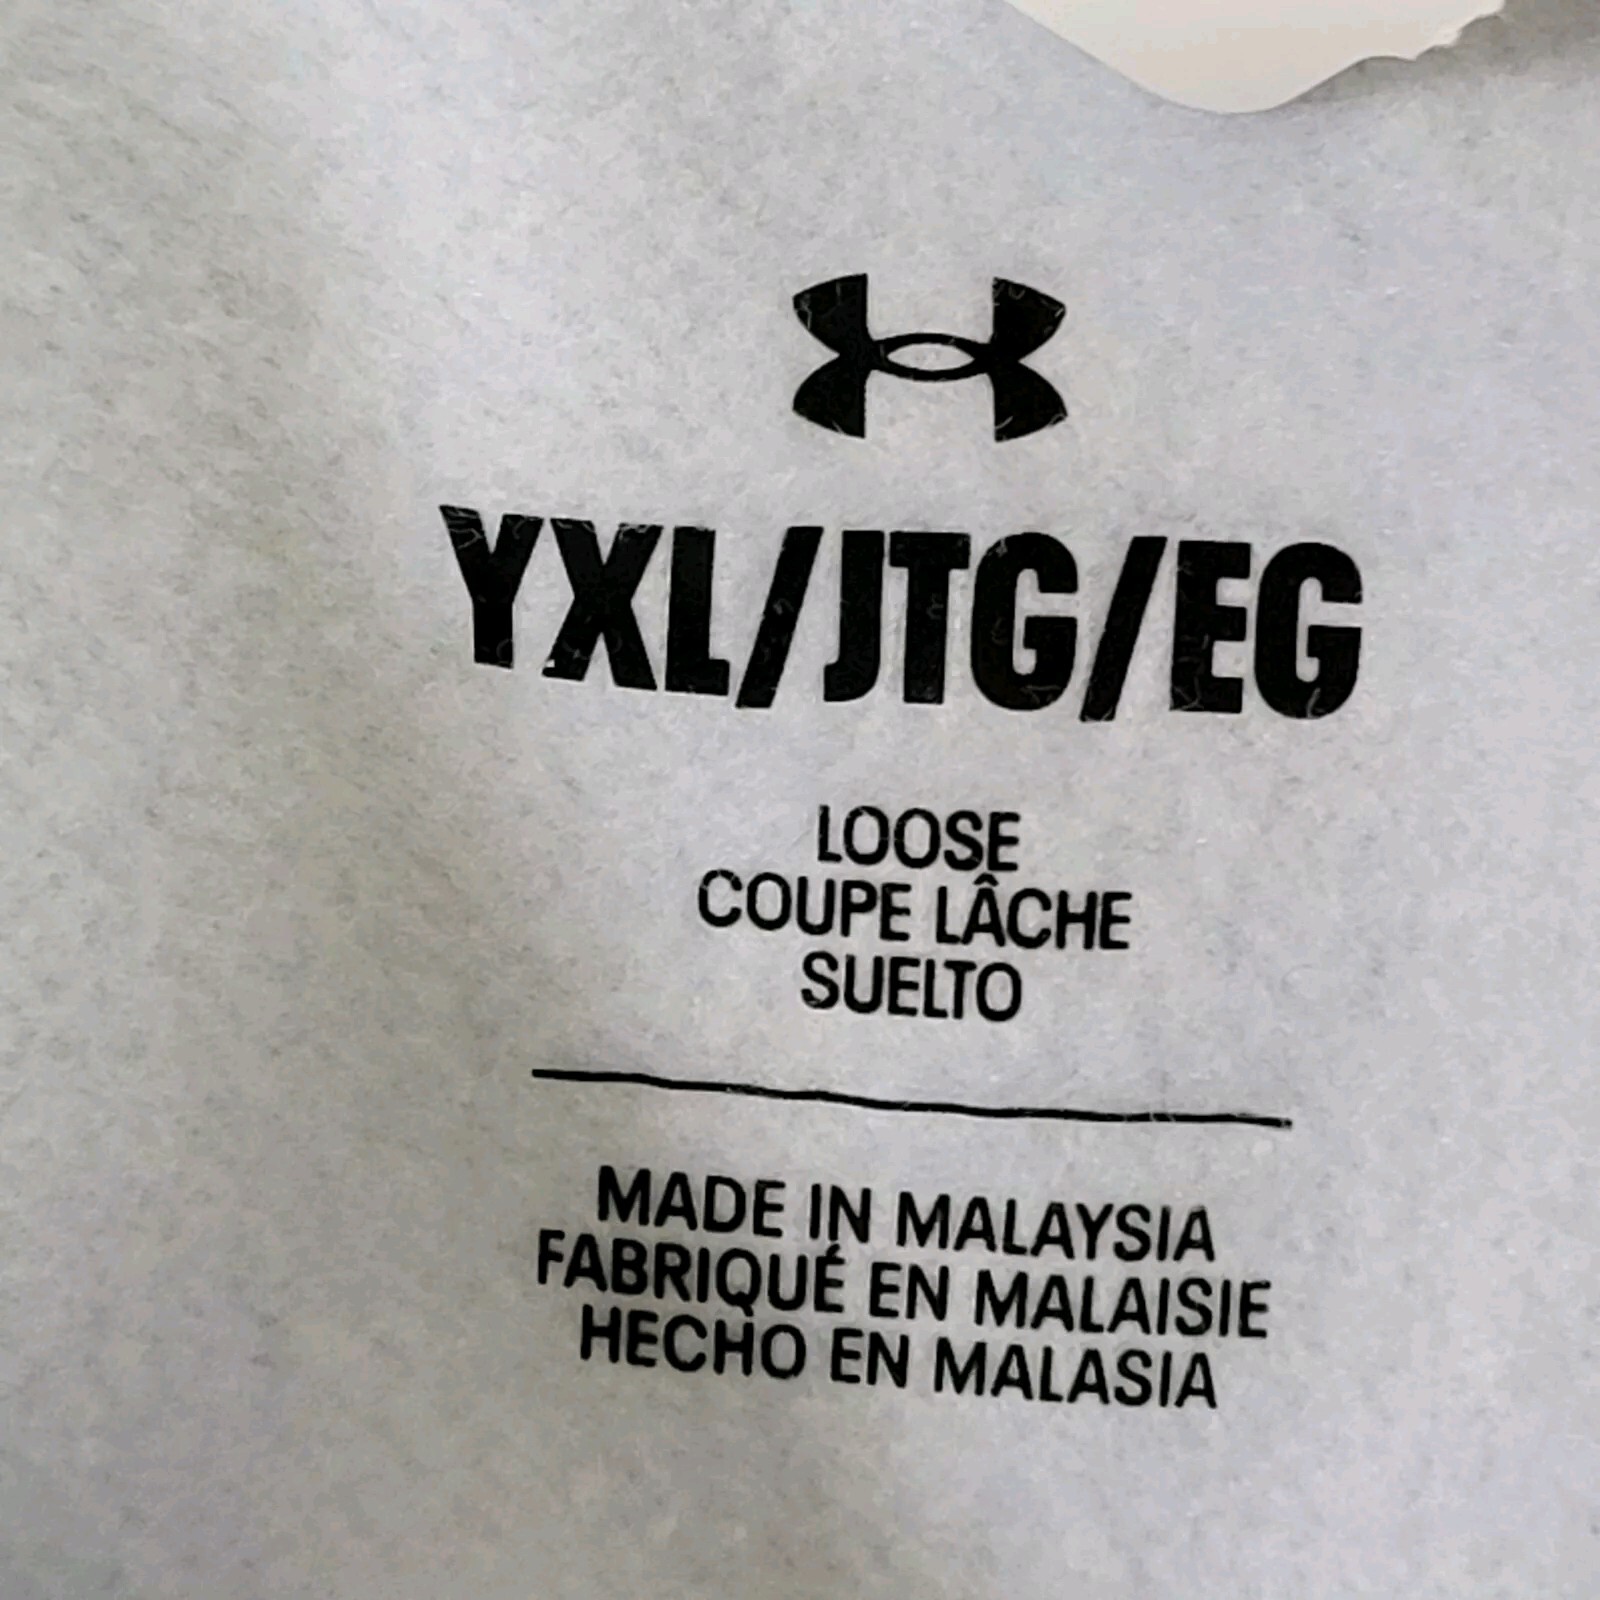 YXL/JTG/EG
LOOSE
COUPE LÂCHE
SUELTO
MADE IN MALAYSIA
FABRIQUÉ EN MALAISIE
HECHO EN MALASIA